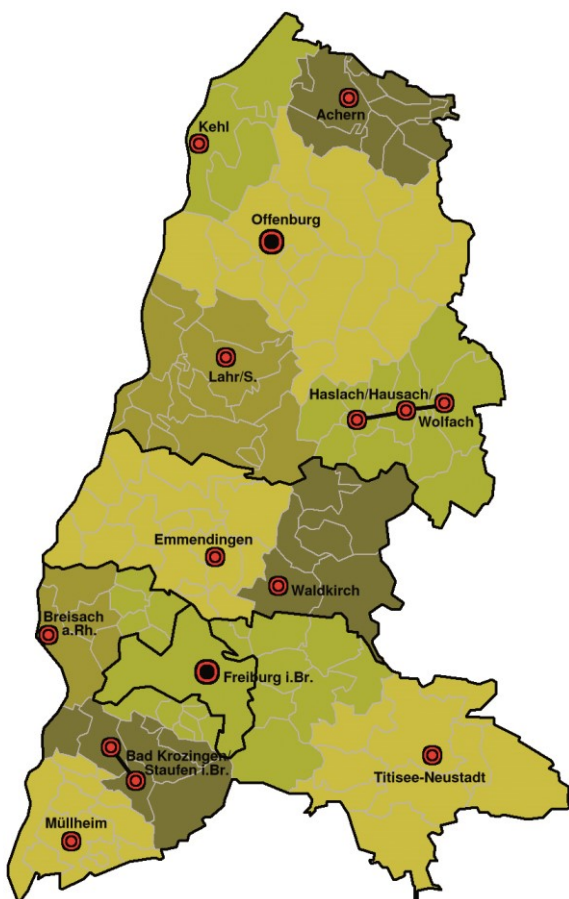 Achern
Kehl
Offenburg
Lahr/S.
Haslach/Hausach/
Wolfach
Emmendingen
Waldkirch
Breisach
a.Rh.
Freiburg i.Br.
Bad Krozingen/
Staufen i.Br.
Titisee-Neustadt
Müllheim